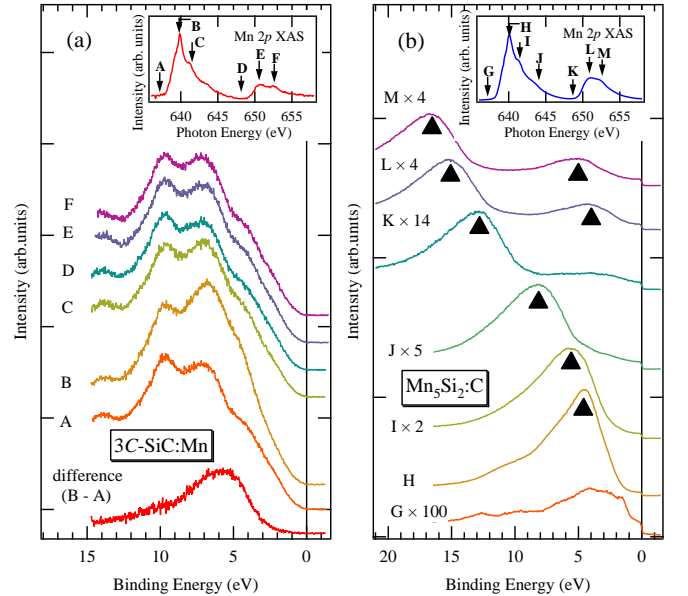 (a)
Intensity (arb. units)
B
C
A
Mn 2p XAS
E
F
D
640 645 650 655
Photon Energy (eV)
Intensity (arb.units)
F
E
D
C
B
A
3C-SiC:Mn
difference
(B - A)
15 10 5 0
Binding Energy (eV)
(b)
Intensity (arb. units)
H
I
J
G
Mn 2p XAS
L
M
K
640 645 650 655
Photon Energy (eV)
Intensity (arb.units)
M × 4
L × 4
K × 14
J × 5
Mn5Si2:C
I × 2
H
G × 100
20 15 10 5 0
Binding Energy (eV)